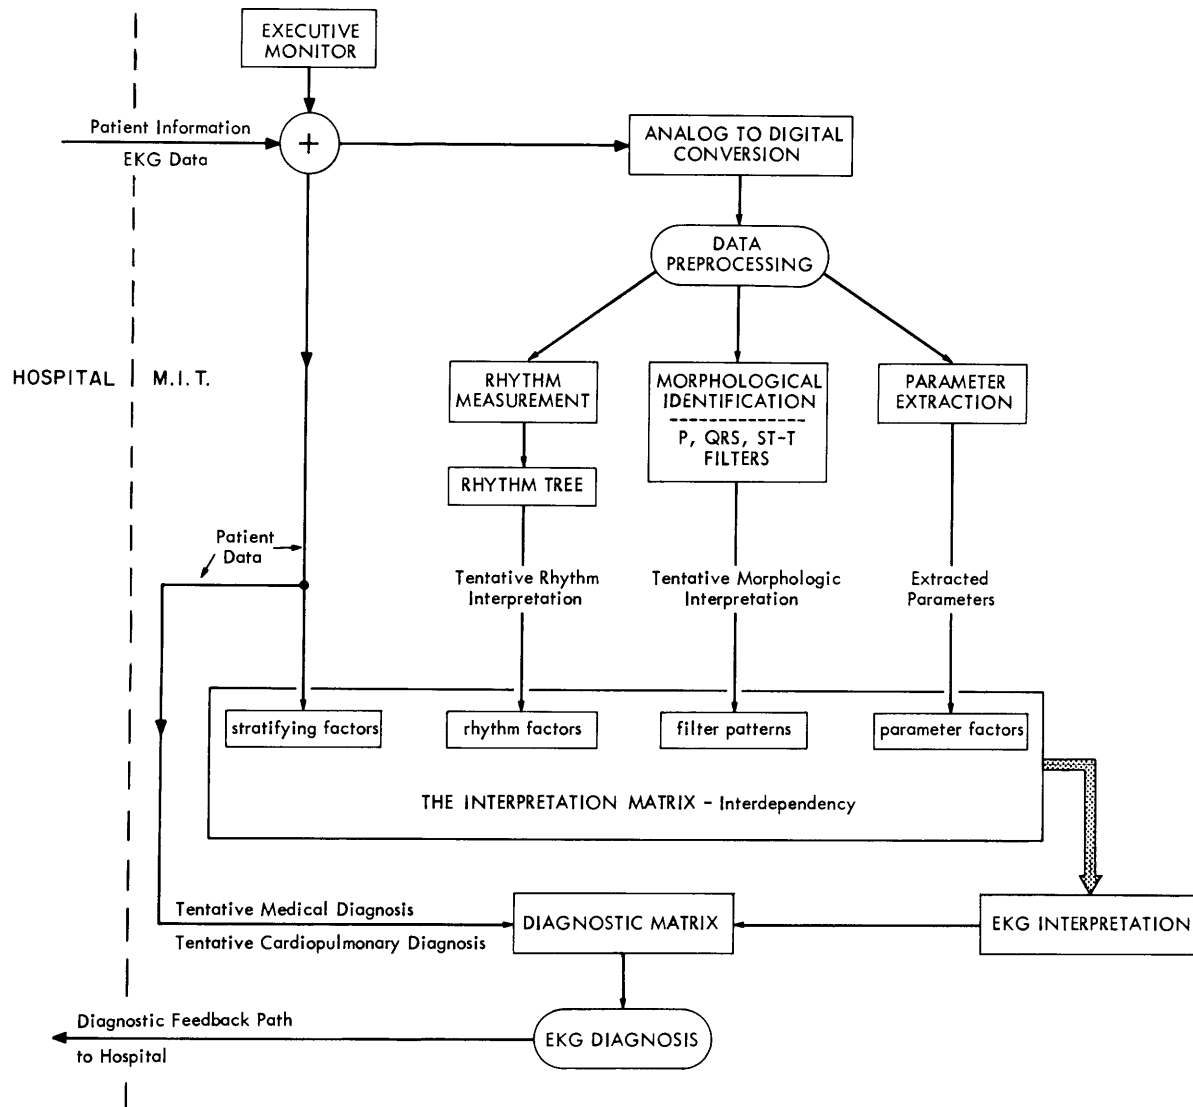 EXECUTIVE
MONITOR
Patient Information
EKG Data
+
ANALOG TO DIGITAL
CONVERSION
DATA
PREPROCESSING
HOSPITAL
M.I.T.
RHYTHM
MEASUREMENT
MORPHOLOGICAL
IDENTIFICATION
P, QRS, ST-T
FILTERS
PARAMETER
EXTRACTION
RHYTHM TREE
Patient
Data
Tentative Rhythm
Interpretation
Tentative Morphologic
Interpretation
Extracted
Parameters
stratifying factors
rhythm factors
filter patterns
parameter factors
THE INTERPRETATION MATRIX - Interdependency
Tentative Medical Diagnosis
Tentative Cardiopulmonary Diagnosis
DIAGNOSTIC MATRIX
EKG INTERPRETATION
Diagnostic Feedback Path
to Hospital
EKG DIAGNOSIS